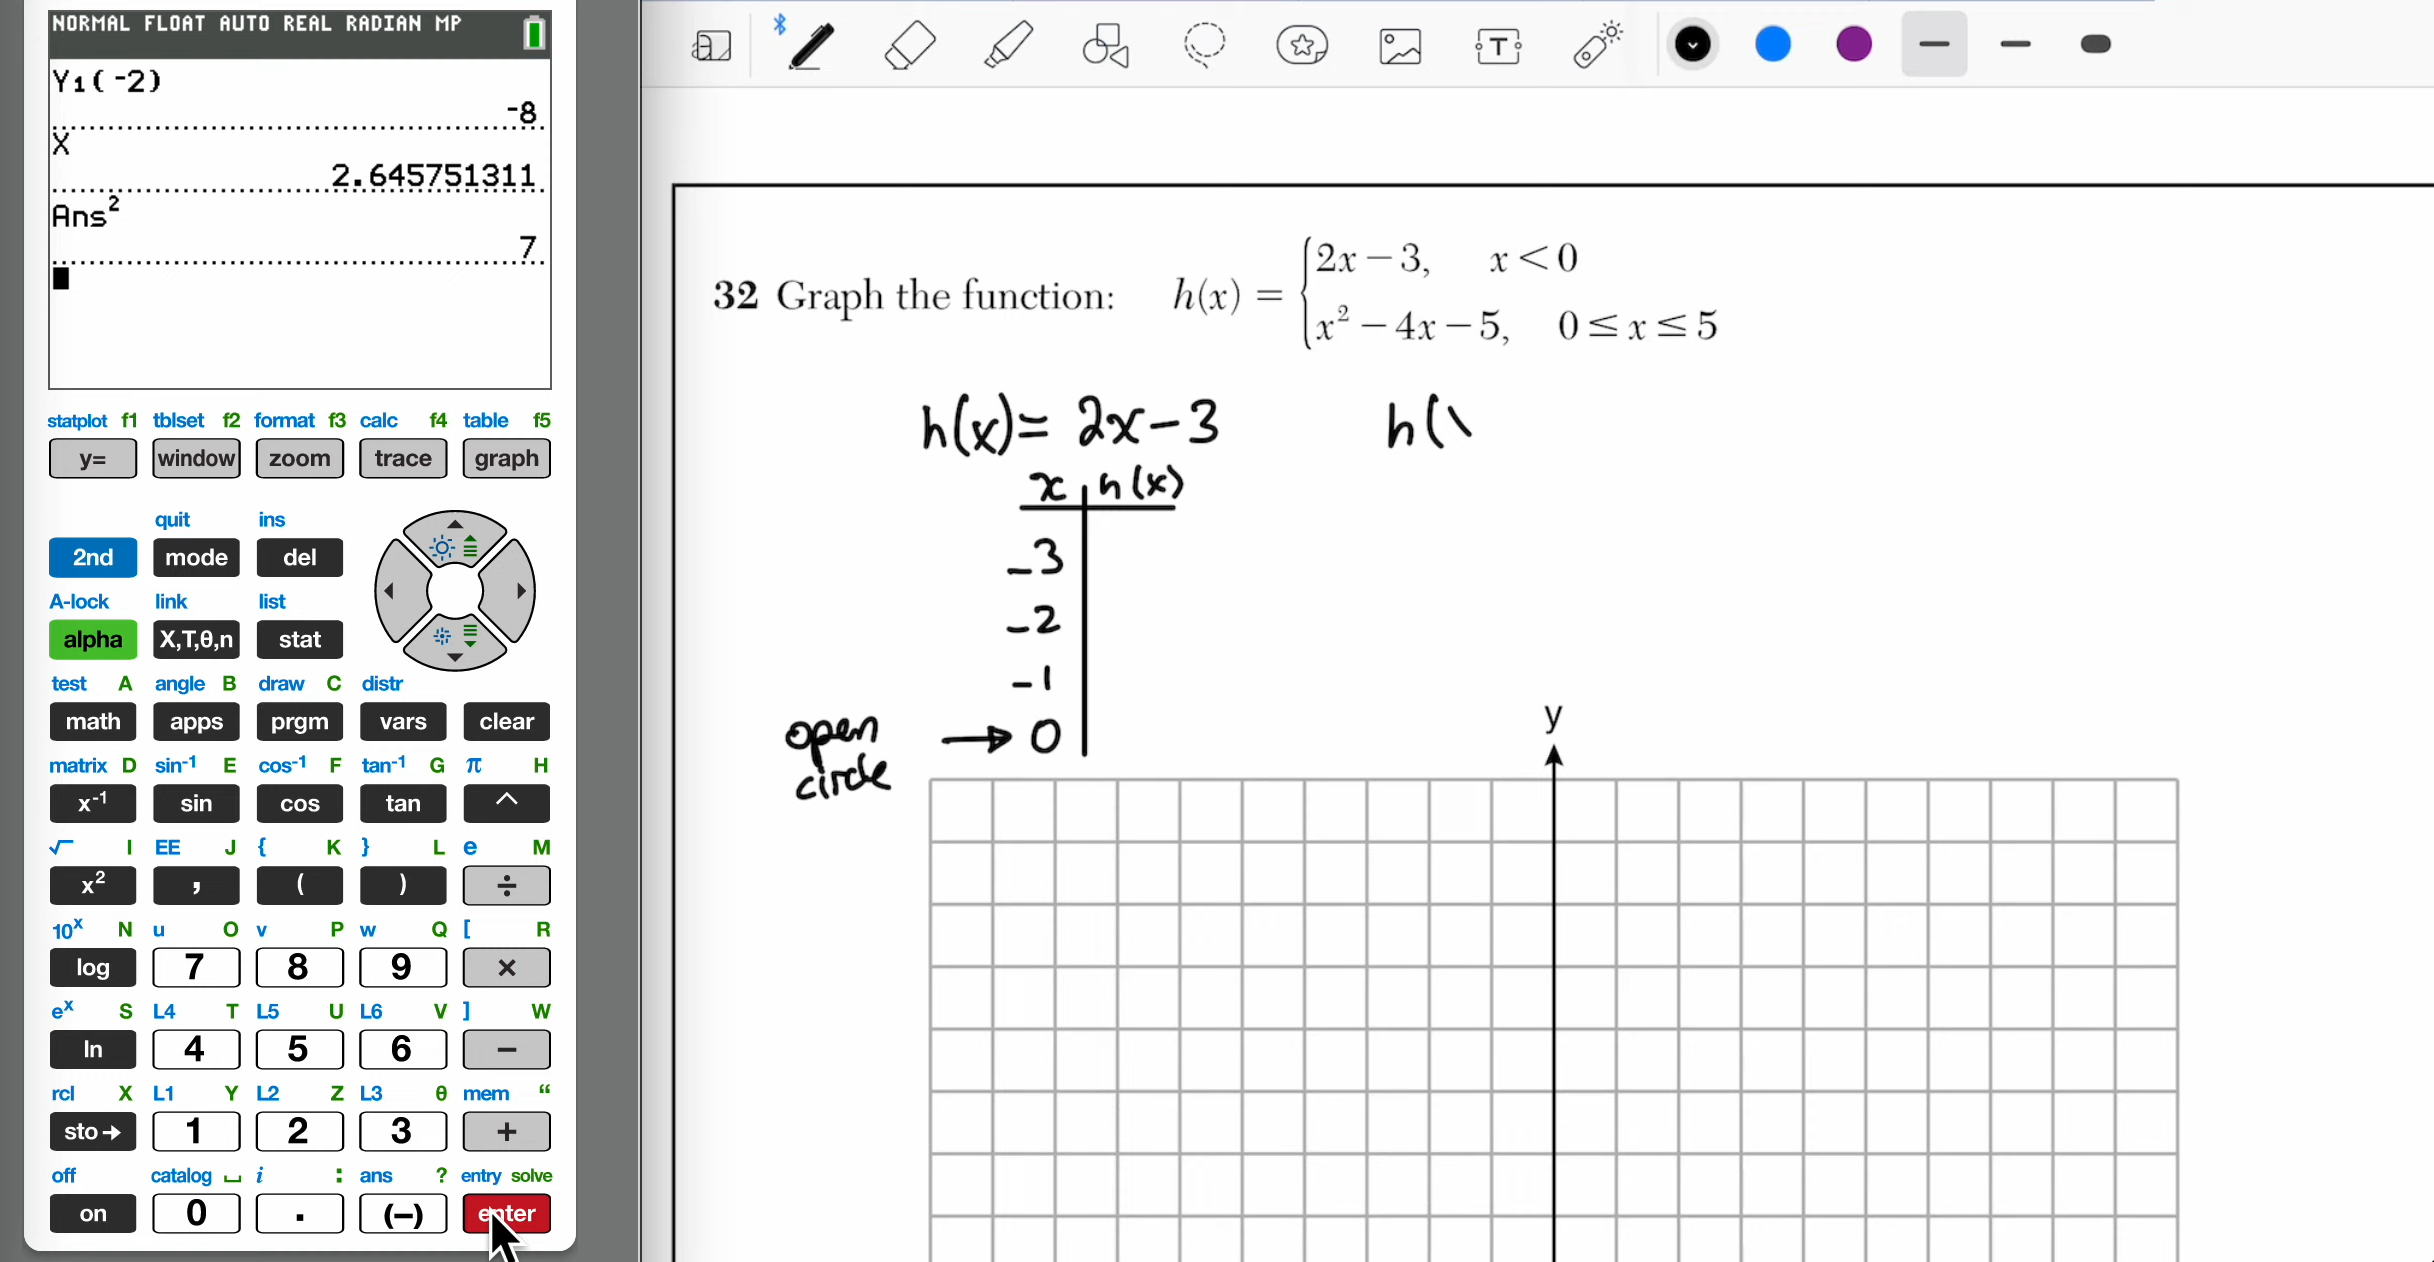 NORMAL FLOAT AUTO REAL RADIAN MP
Y₁(-2)
-8
X
2.645751311
Ans²
7
statplot f1 tblset f2 format f3 calc f4 table f5
y= window zoom trace graph
quit ins
2nd mode del
A-lock link list
alpha X,T,θ,n stat
test A angle B draw C distr
math apps prgm vars clear
matrix D sin⁻¹ E cos⁻¹ F tan⁻¹ G π H
x⁻¹ sin cos tan ^
√ I EE J { K } L e M
x² , ( ) ÷
10ˣ N u O v P w Q [ R
log 7 8 9 ×
eˣ S L4 T L5 U L6 V ] W
ln 4 5 6 −
rcl X L1 Y L2 Z L3 θ mem “
sto→ 1 2 3 +
off catalog ⎵ i : ans ? entry solve
on 0 . (−) enter
a T
32 Graph the function: h(x) = { 2x − 3, x < 0
x² − 4x − 5, 0 ≤ x ≤ 5
h(x) = 2x − 3 h(
x h(x)
-3
-2
-1
open → 0
circle
y